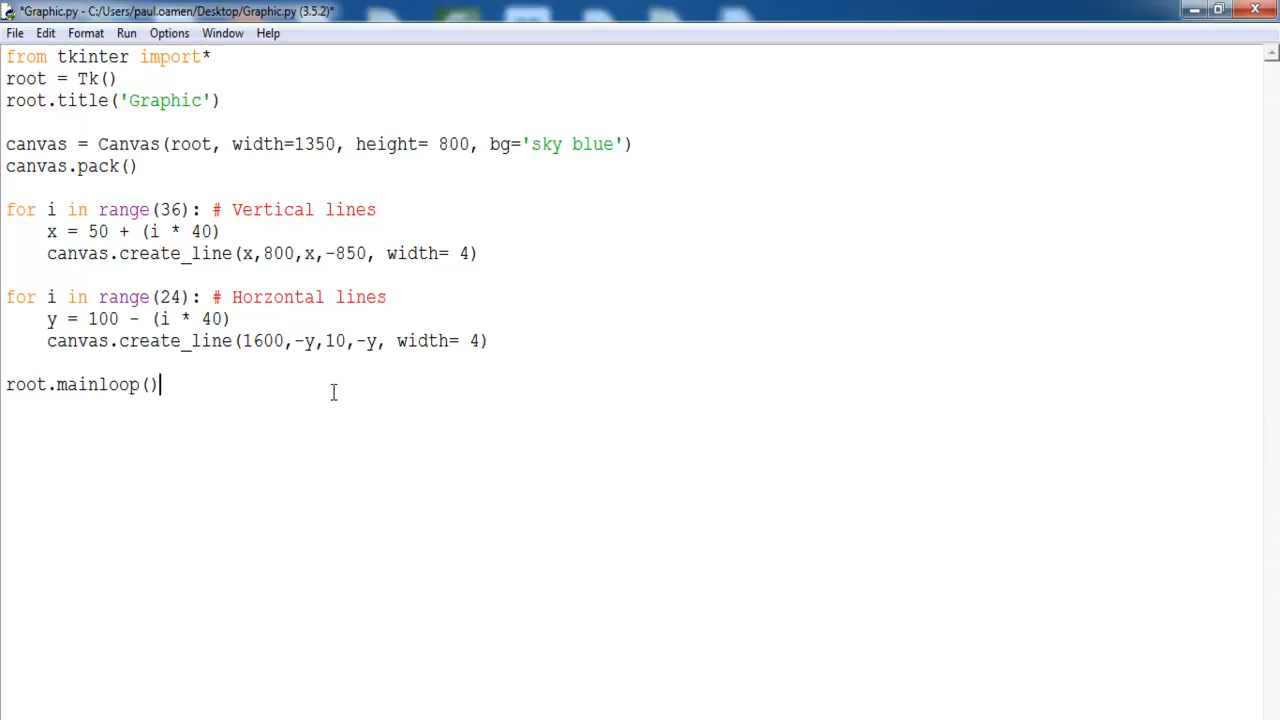 *Graphic.py - C:/Users/paul.oamen/Desktop/Graphic.py (3.5.2)*
File Edit Format Run Options Window Help
from tkinter import*
root = Tk()
root.title('Graphic')
canvas = Canvas(root, width=1350, height= 800, bg='sky blue')
canvas.pack()
for i in range(36): # Vertical lines
    x = 50 + (i * 40)
    canvas.create_line(x,800,x,-850, width= 4)
for i in range(24): # Horzontal lines
    y = 100 - (i * 40)
    canvas.create_line(1600,-y,10,-y, width= 4)
root.mainloop()